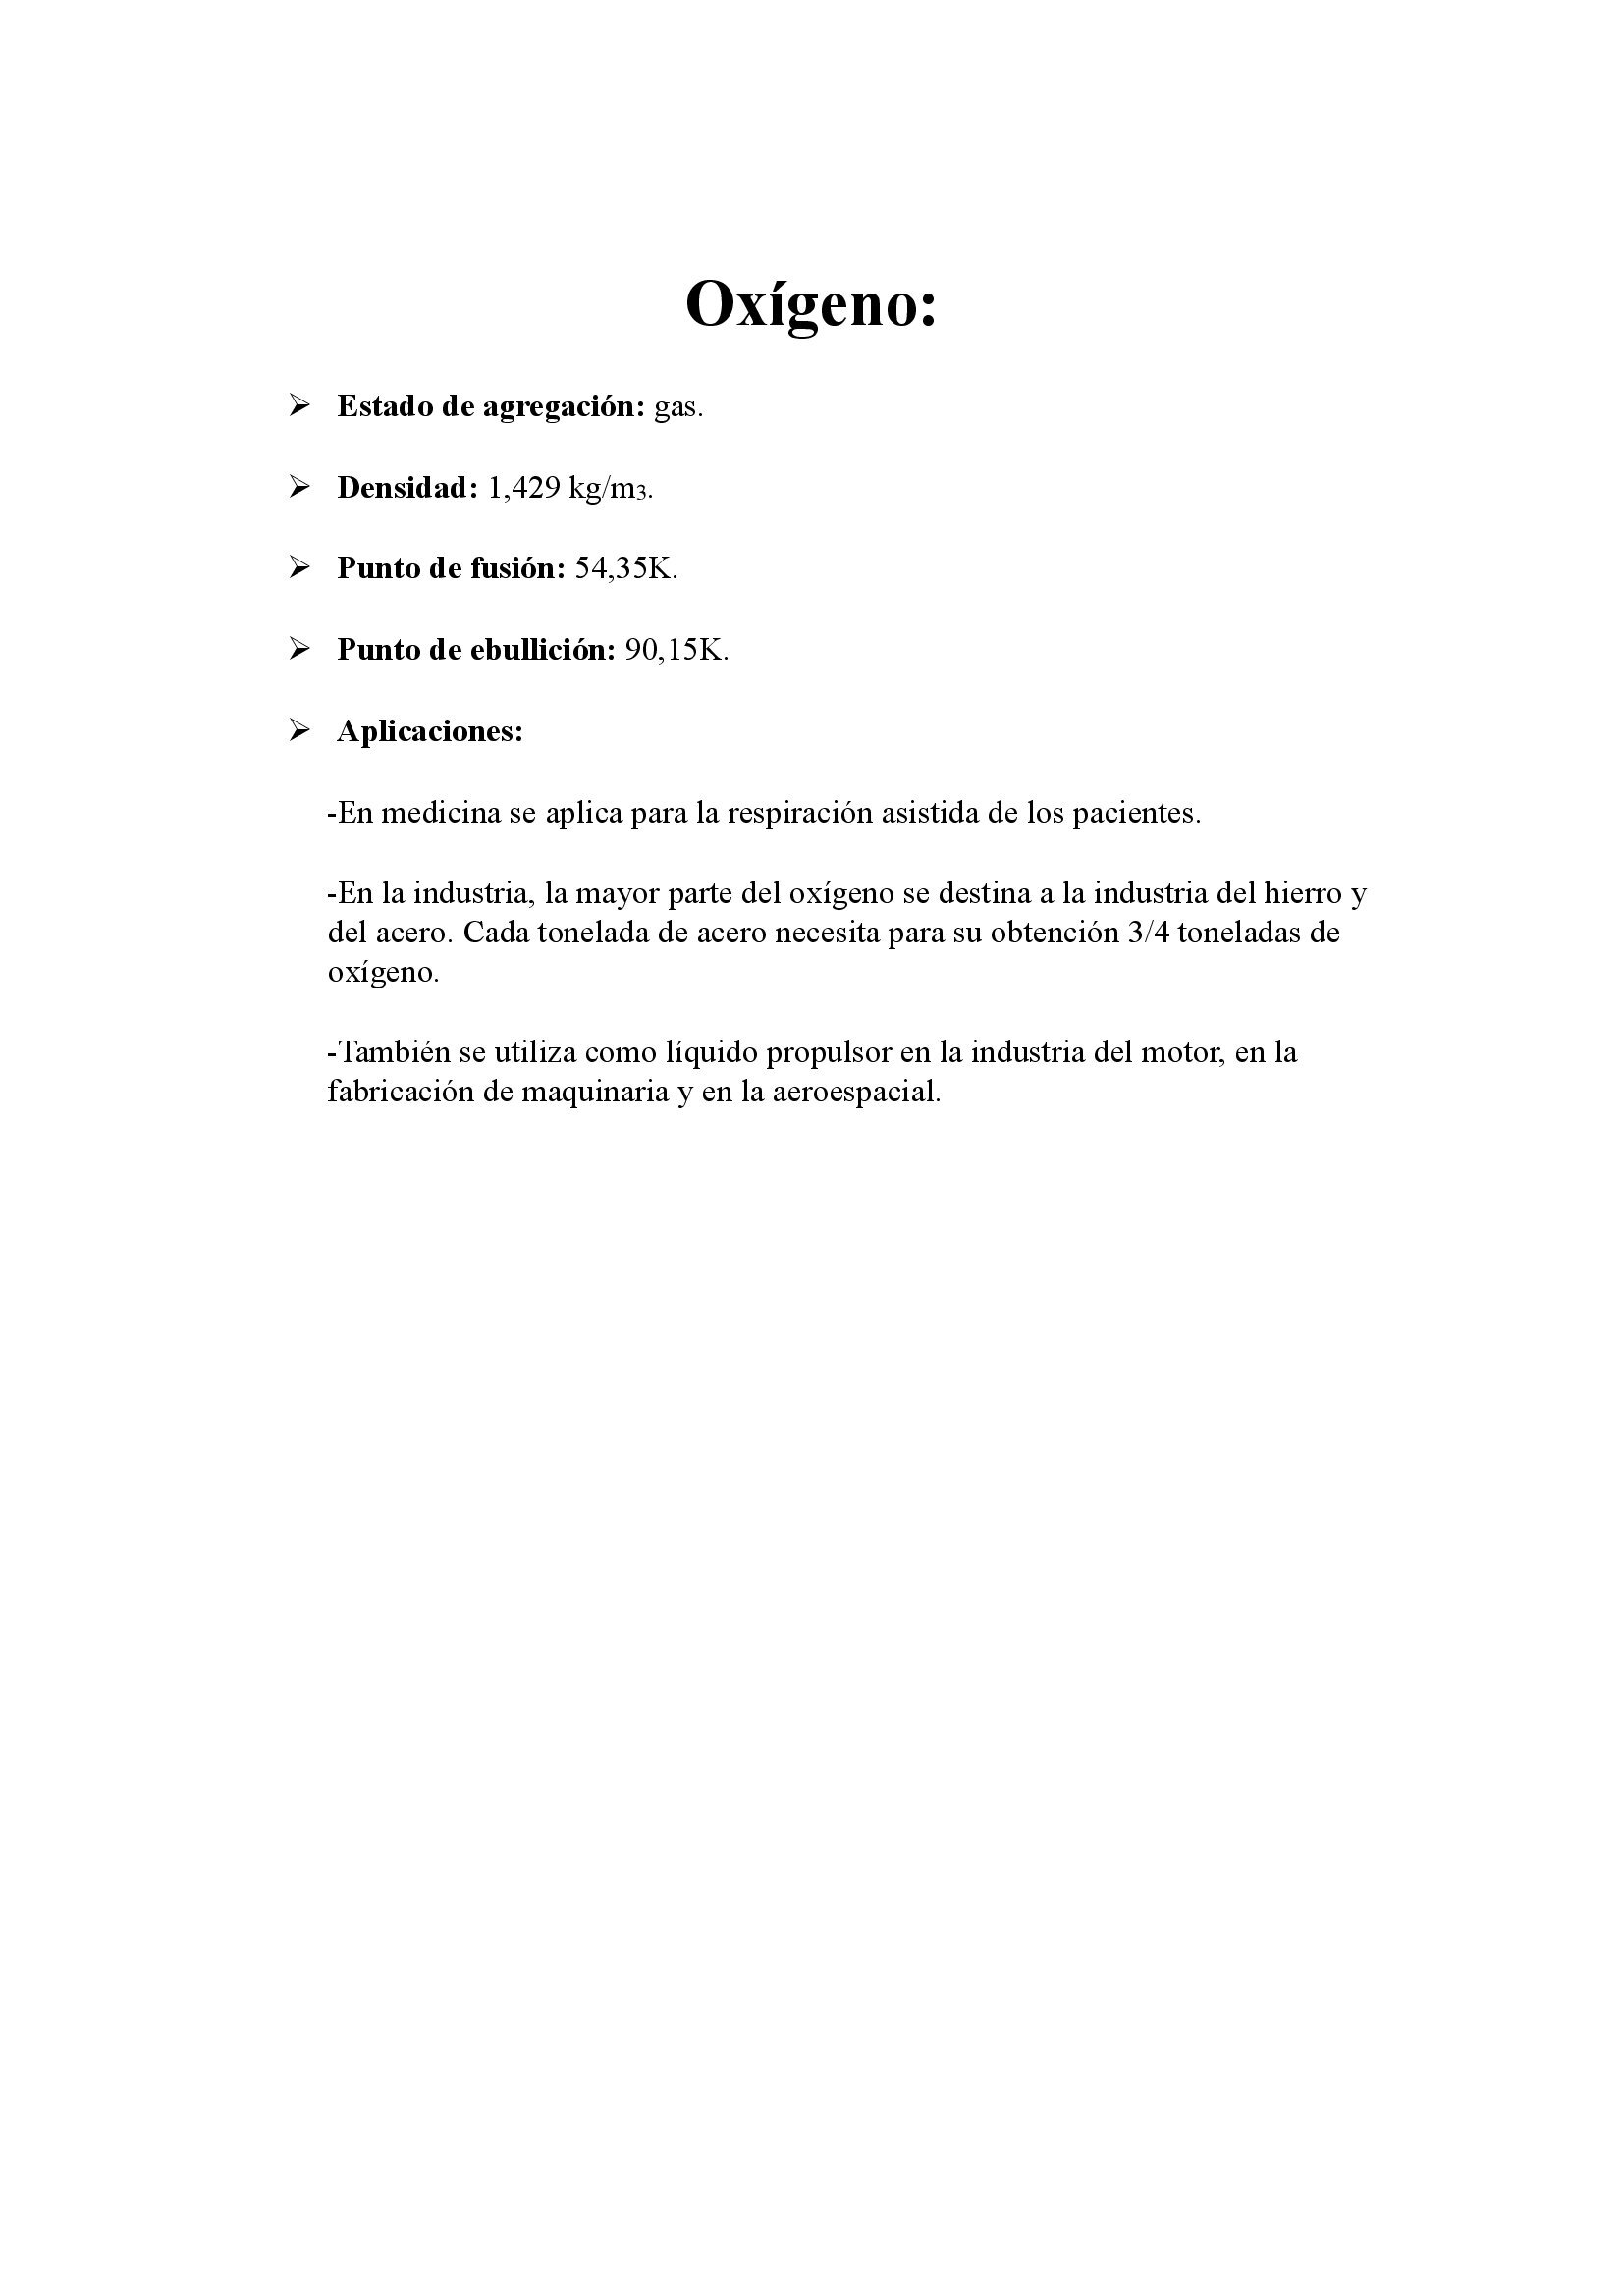 Oxígeno:
➢ Estado de agregación: gas.
➢ Densidad: 1,429 kg/m₃.
➢ Punto de fusión: 54,35K.
➢ Punto de ebullición: 90,15K.
➢ Aplicaciones:
-En medicina se aplica para la respiración asistida de los pacientes.
-En la industria, la mayor parte del oxígeno se destina a la industria del hierro y
del acero. Cada tonelada de acero necesita para su obtención 3/4 toneladas de
oxígeno.
-También se utiliza como líquido propulsor en la industria del motor, en la
fabricación de maquinaria y en la aeroespacial.